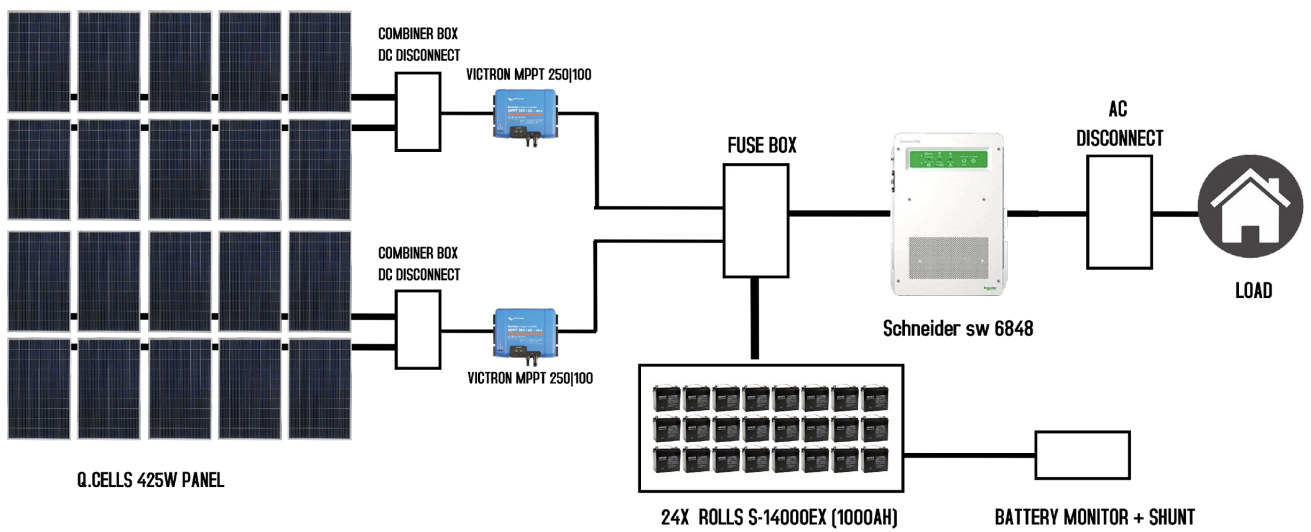 COMBINER BOX
DC DISCONNECT
VICTRON MPPT 250|100
FUSE BOX
AC
DISCONNECT
COMBINER BOX
DC DISCONNECT
LOAD
Schneider sw 6848
VICTRON MPPT 250|100
Q.CELLS 425W PANEL
24X ROLLS S-14000EX (1000AH)
BATTERY MONITOR + SHUNT